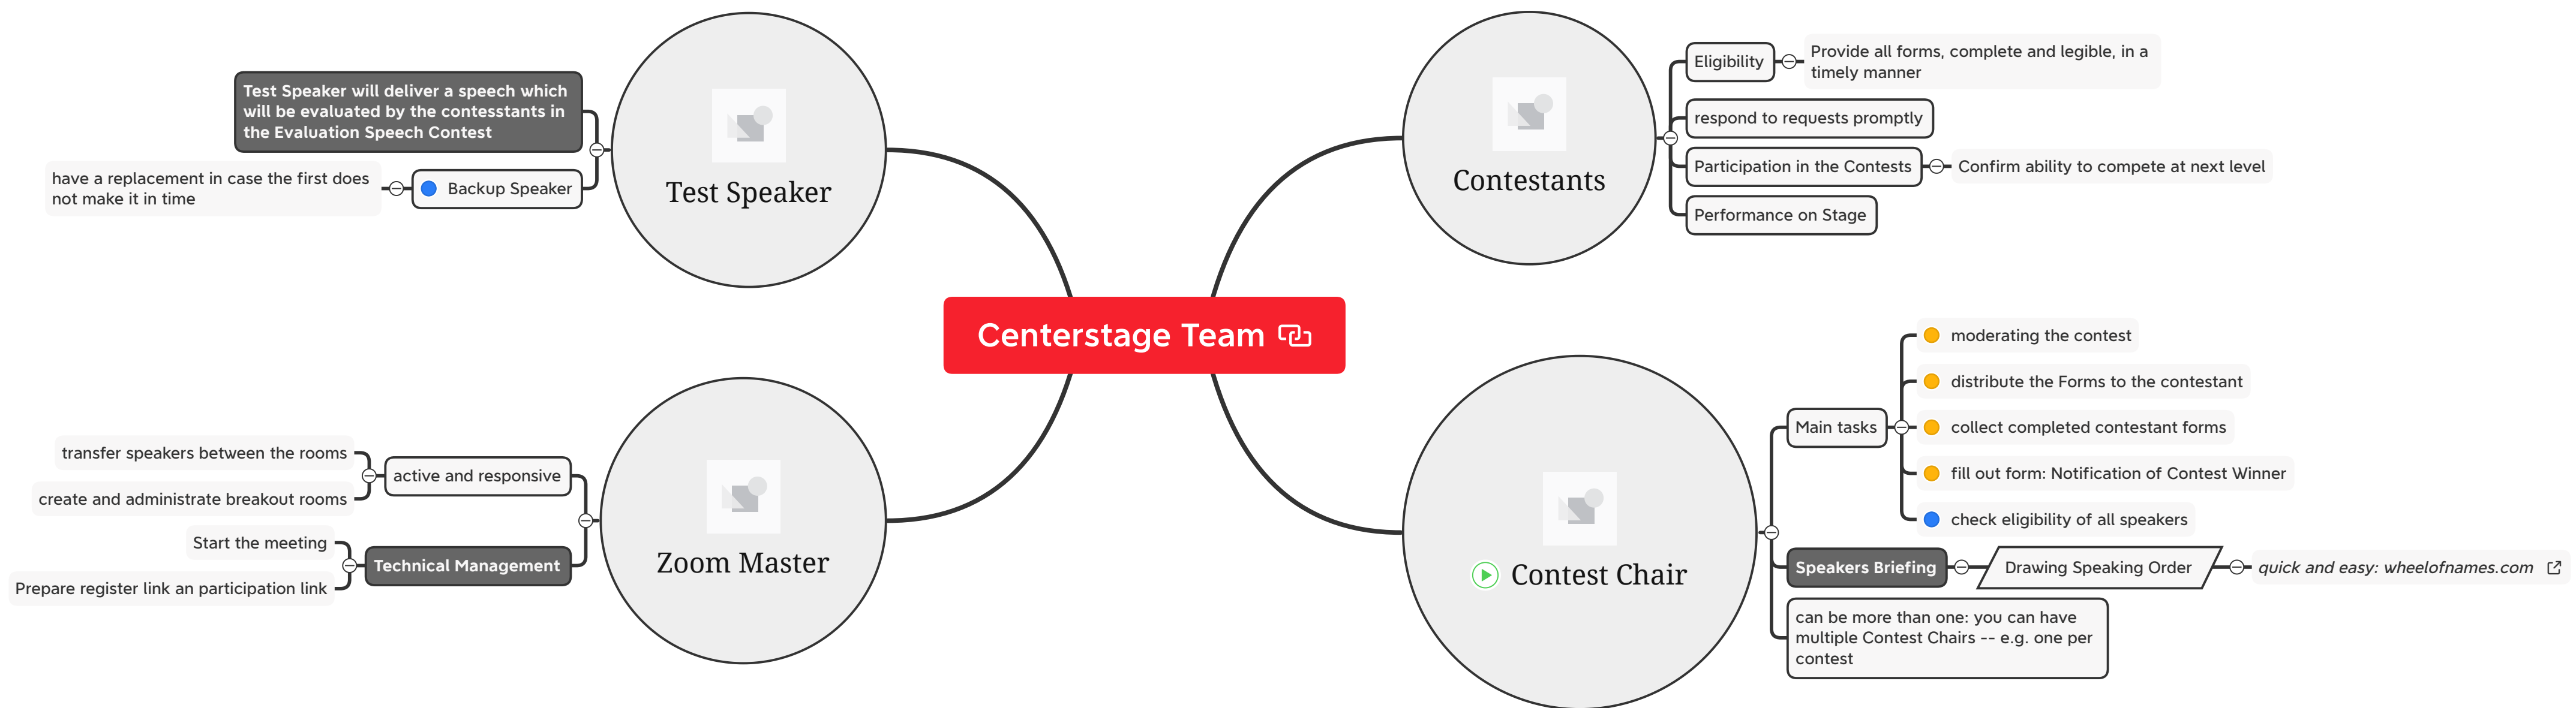 Centerstage Team
Test Speaker
Test Speaker will deliver a speech which
will be evaluated by the contesstants in
the Evaluation Speech Contest
Backup Speaker
have a replacement in case the first does
not make it in time
Zoom Master
active and responsive
transfer speakers between the rooms
create and administrate breakout rooms
Technical Management
Start the meeting
Prepare register link an participation link
Contestants
Eligibility
Provide all forms, complete and legible, in a
timely manner
respond to requests promptly
Participation in the Contests
Confirm ability to compete at next level
Performance on Stage
Contest Chair
Main tasks
moderating the contest
distribute the Forms to the contestant
collect completed contestant forms
fill out form: Notification of Contest Winner
check eligibility of all speakers
Speakers Briefing
Drawing Speaking Order
quick and easy: wheelofnames.com
can be more than one: you can have
multiple Contest Chairs -- e.g. one per
contest